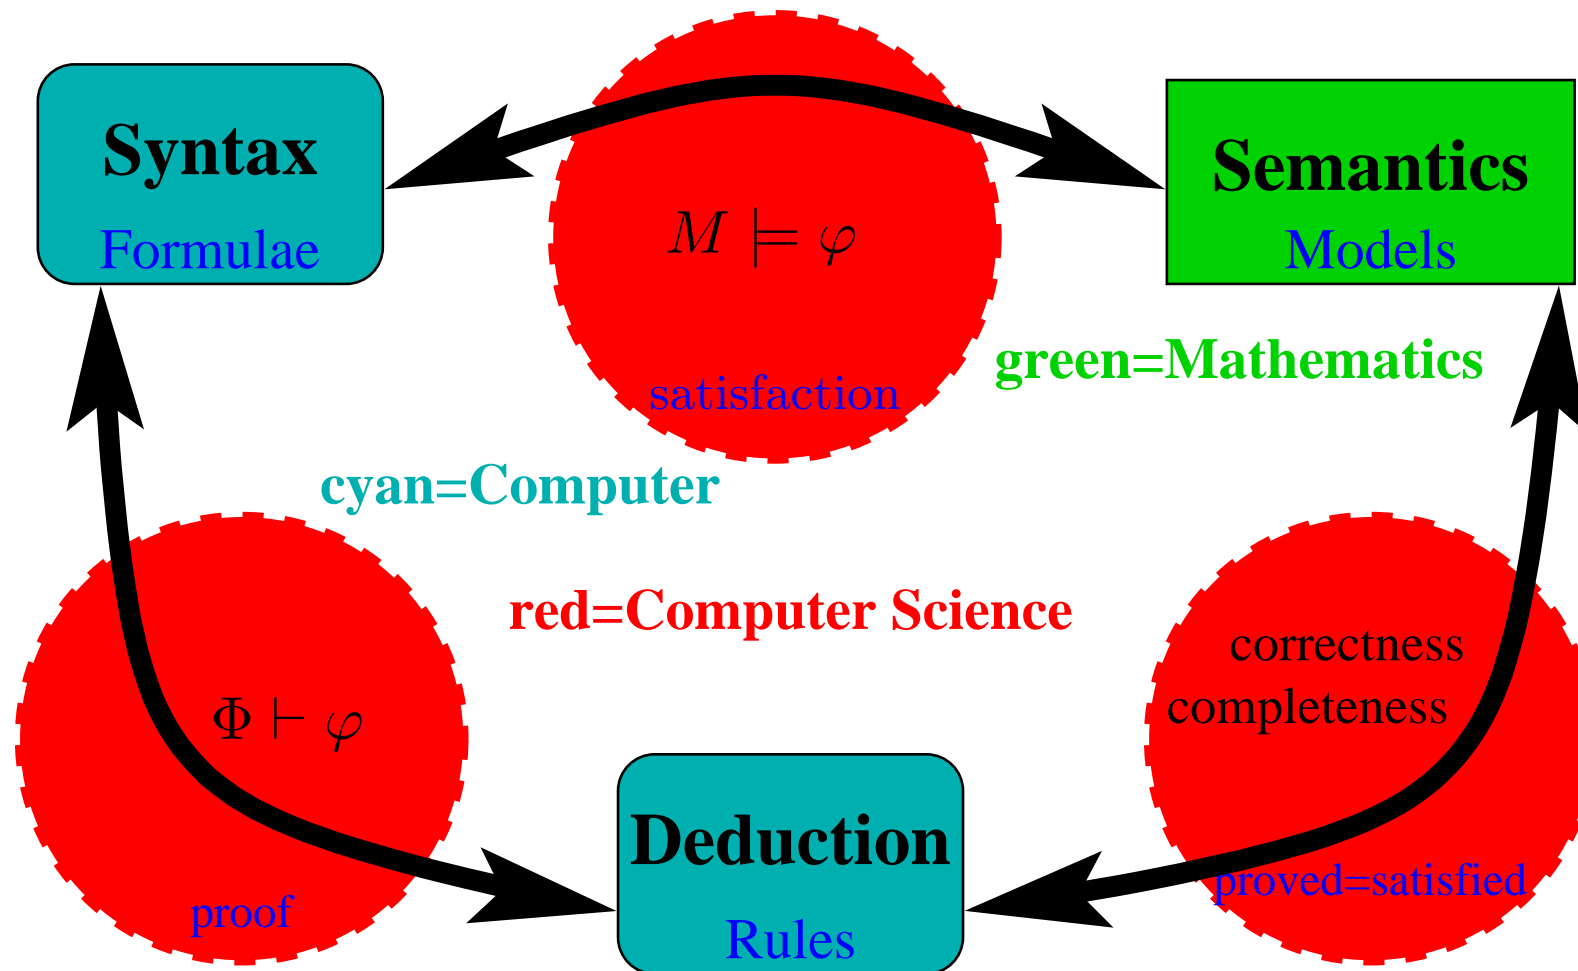 Syntax
Formulae
Semantics
Models
M ⊨ φ
satisfaction
green=Mathematics
cyan=Computer
red=Computer Science
Φ ⊢ φ
proof
correctness
completeness
proved=satisfied
Deduction
Rules